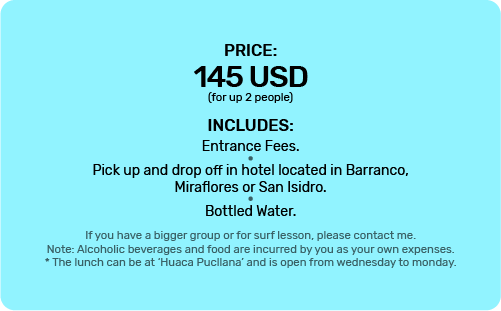 PRICE:
145 USD
(for up 2 people)
INCLUDES:
Entrance Fees.
•
Pick up and drop off in hotel located in Barranco,
Miraflores or San Isidro.
•
Bottled Water.
If you have a bigger group or for surf lesson, please contact me.
Note: Alcoholic beverages and food are incurred by you as your own expenses.
* The lunch can be at ‘Huaca Pucllana’ and is open from wednesday to monday.